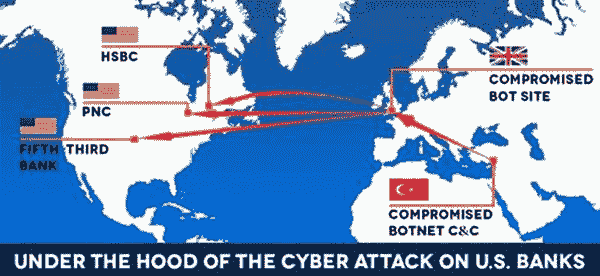 HSBC
PNC
FIFTH THIRD
BANK
COMPROMISED
BOT SITE
COMPROMISED
BOTNET C&C
UNDER THE HOOD OF THE CYBER ATTACK ON U.S. BANKS